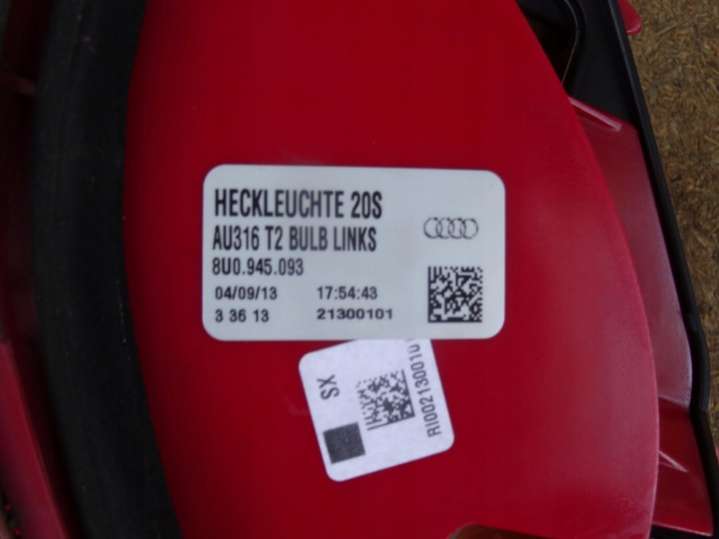 HECKLEUCHTE 20S
AU316 T2 BULB LINKS
8U0.945.093
04/09/13 17:54:43
3 36 13 21300101
SX